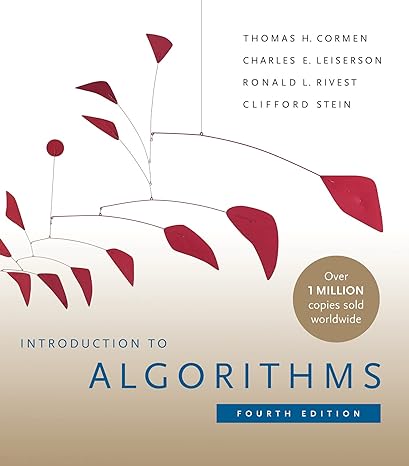 THOMAS H. CORMEN
CHARLES E. LEISERSON
RONALD L. RIVEST
CLIFFORD STEIN
Over
1 MILLION
copies sold
worldwide
INTRODUCTION TO
ALGORITHMS
FOURTH EDITION